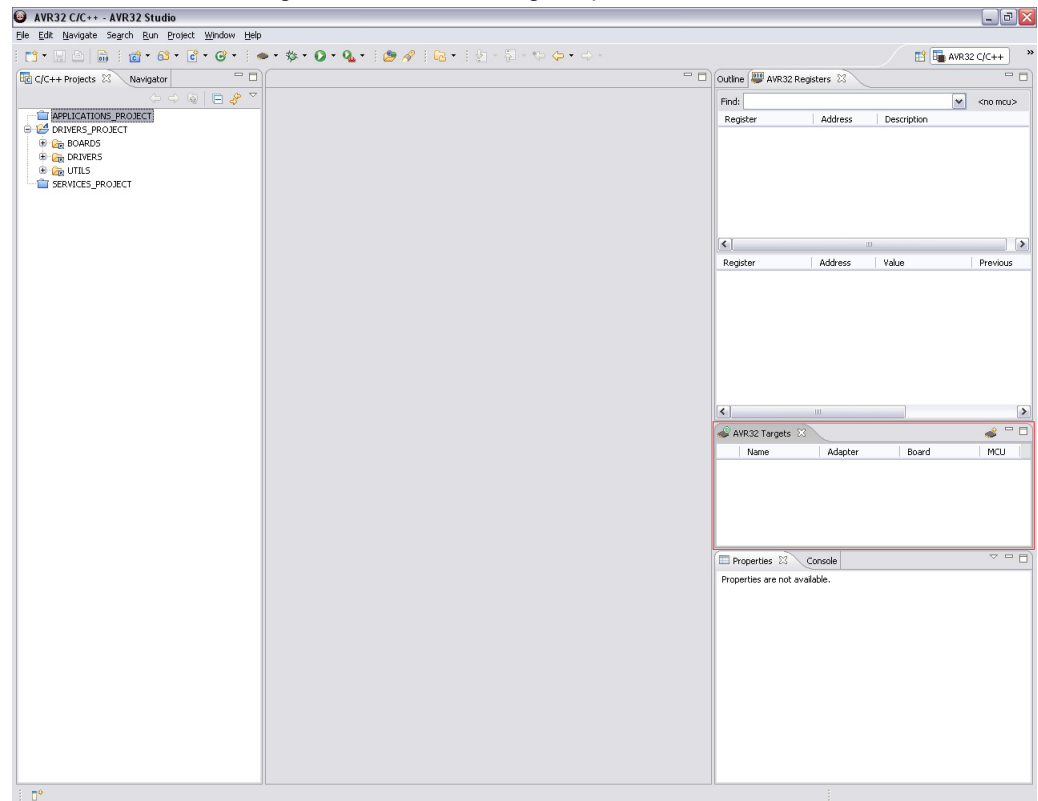 AVR32 C/C++ - AVR32 Studio
File Edit Navigate Search Run Project Window Help
AVR32 C/C++ »
C/C++ Projects Navigator
Outline AVR32 Registers
Find: <no mcu>
Register Address Description
APPLICATIONS_PROJECT
DRIVERS_PROJECT
BOARDS
DRIVERS
UTILS
SERVICES_PROJECT
Register Address Value Previous
AVR32 Targets
Name Adapter Board MCU
Properties Console
Properties are not available.